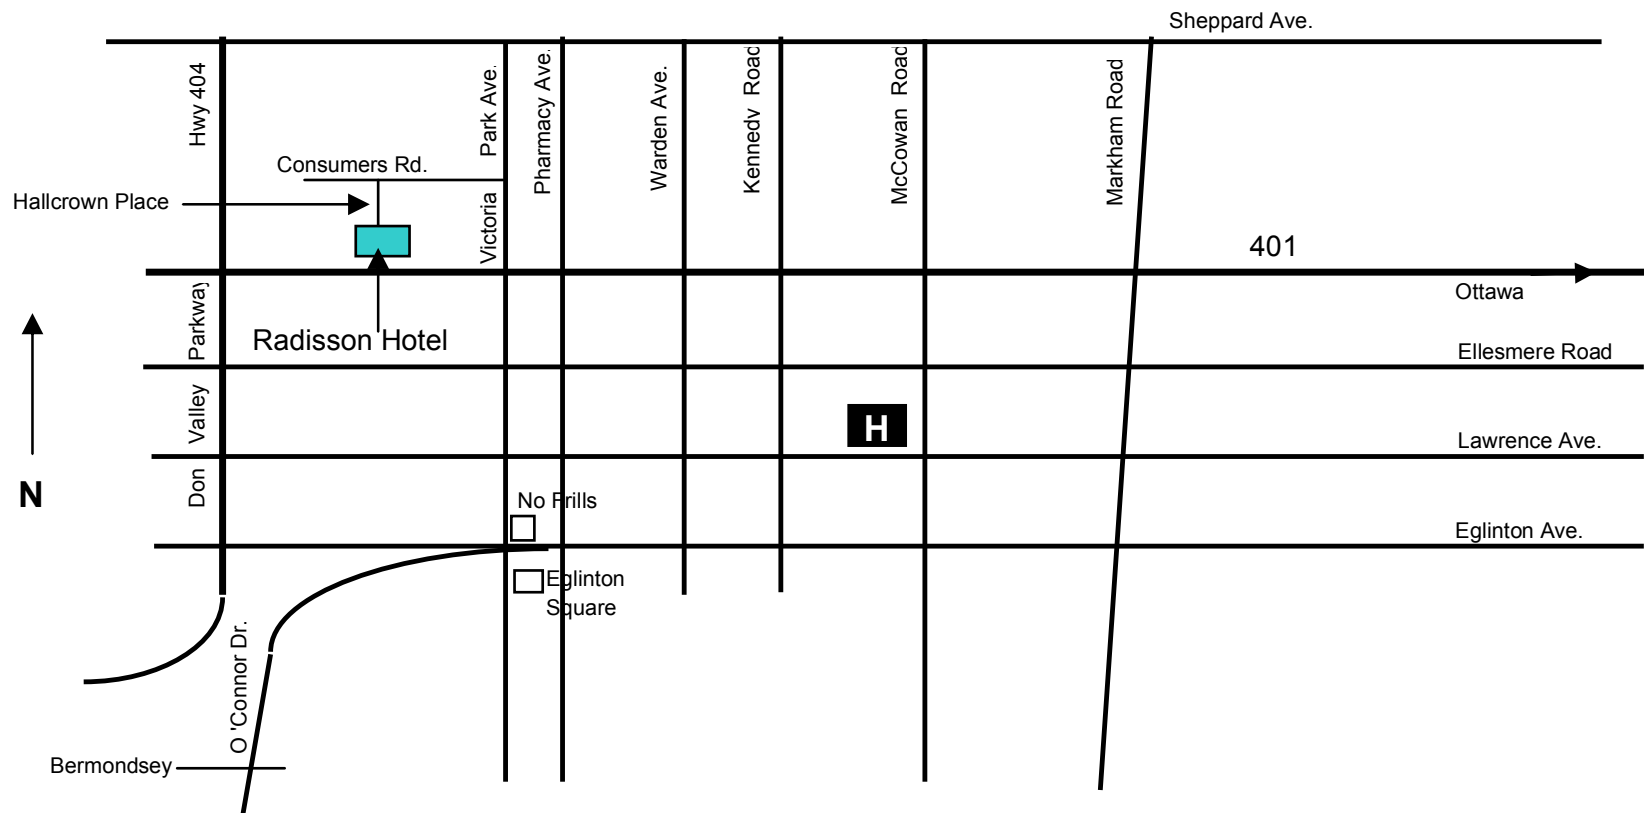 Sheppard Ave.
Hwy 404
Victoria Park Ave.
Pharmacy Ave.
Warden Ave.
Kennedy Road
McCowan Road
Markham Road
Consumers Rd.
Hallcrown Place
401
Ottawa
Radisson Hotel
Don Valley Parkway
Ellesmere Road
H
Lawrence Ave.
N
No Frills
Eglinton Ave.
Eglinton
Square
O 'Connor Dr.
Bermondsey